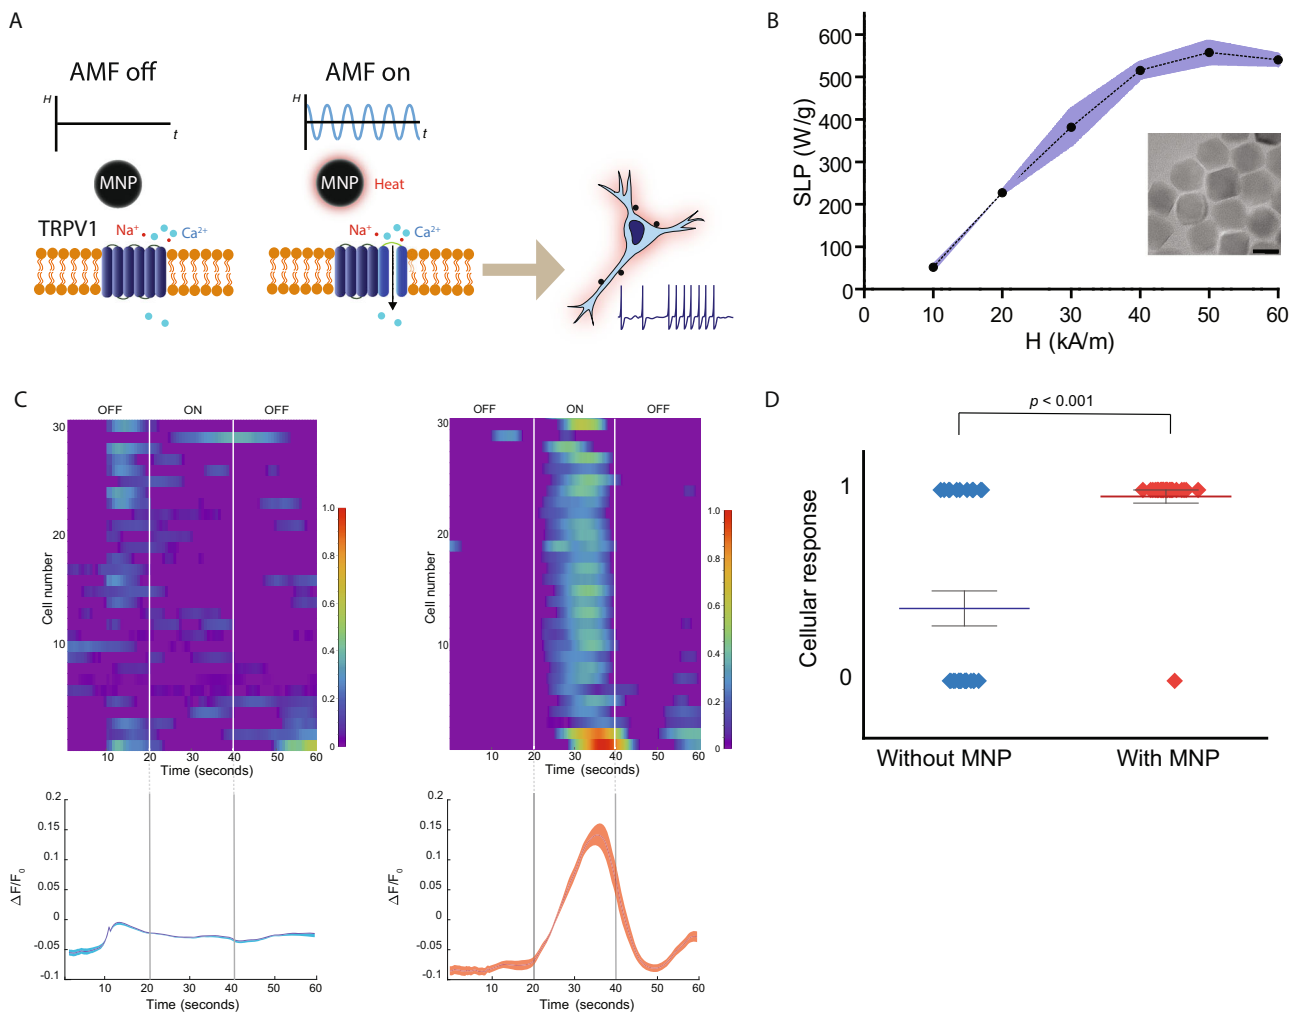 A
AMF off
AMF on
H
t
H
t
MNP
MNP
Heat
TRPV1
Na⁺
Ca²⁺
Na⁺
Ca²⁺
B
600
500
400
300
200
100
0
SLP (W/g)
0 10 20 30 40 50 60
H (kA/m)
C
OFF ON OFF
30
20
10
Cell number
10 20 30 40 50 60
Time (seconds)
1.0
0.8
0.6
0.4
0.2
0
OFF ON OFF
30
20
10
Cell number
10 20 30 40 50 60
Time (seconds)
1.0
0.8
0.6
0.4
0.2
0
0.2
0.15
0.1
0.05
0
-0.05
-0.1
ΔF/F₀
10 20 30 40 50 60
Time (seconds)
0.2
0.15
0.1
0.05
0
-0.05
-0.1
ΔF/F₀
10 20 30 40 50 60
Time (seconds)
D
p < 0.001
1
0
Cellular response
Without MNP
With MNP